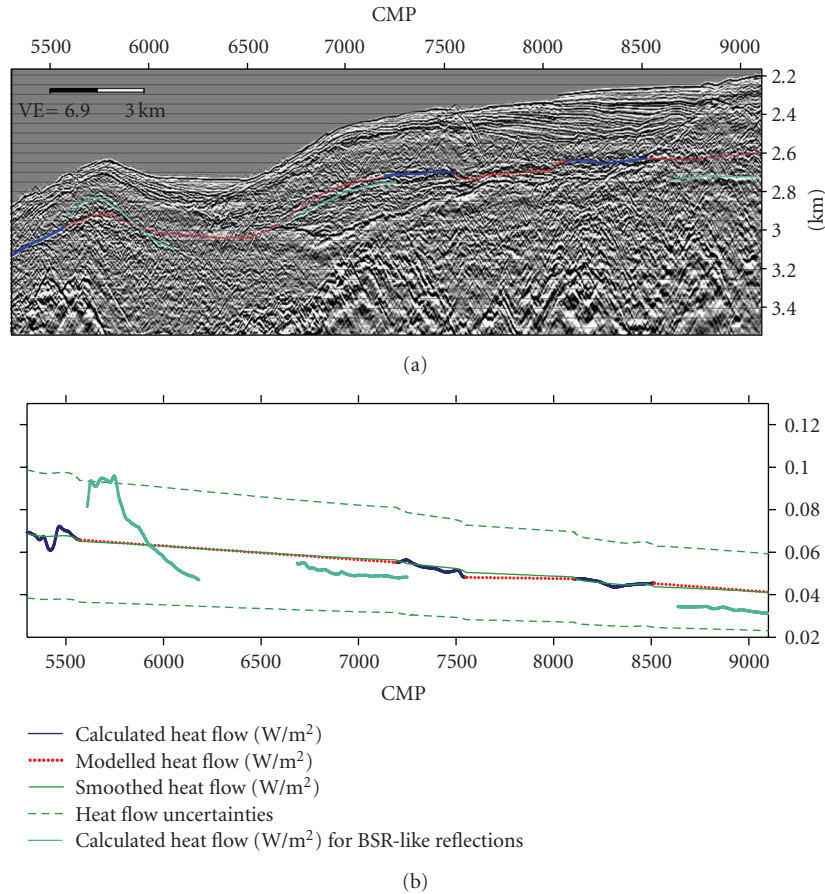 CMP
5500 6000 6500 7000 7500 8000 8500 9000
VE= 6.9 3 km
2.2
2.4
2.6
2.8
3
3.2
3.4
(km)
(a)
0.12
0.1
0.08
0.06
0.04
0.02
5500 6000 6500 7000 7500 8000 8500 9000
CMP
Calculated heat flow (W/m²)
Modelled heat flow (W/m²)
Smoothed heat flow (W/m²)
Heat flow uncertainties
Calculated heat flow (W/m²) for BSR-like reflections
(b)